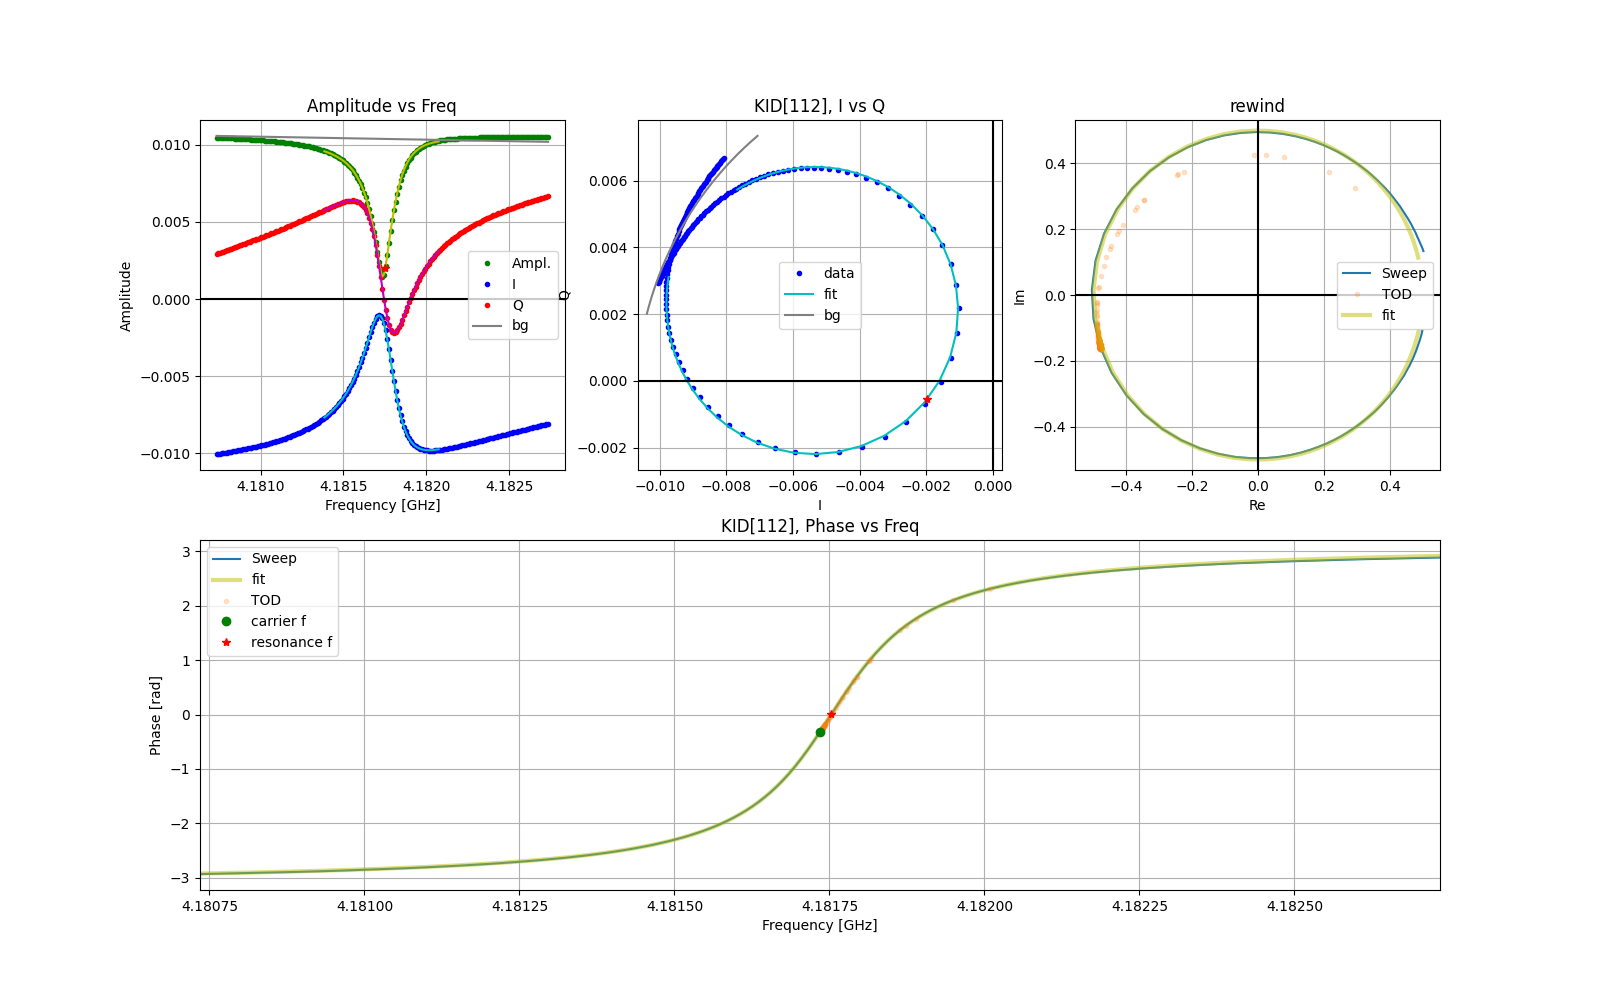 Amplitude vs Freq
Amplitude
0.010
0.005
0.000
−0.005
−0.010
4.1810
4.1815
4.1820
4.1825
Frequency [GHz]
Ampl.
I
Q
bg
KID[112], I vs Q
Q
0.006
0.004
0.002
0.000
−0.002
−0.010
−0.008
−0.006
−0.004
−0.002
0.000
I
data
fit
bg
rewind
Im
0.4
0.2
0.0
−0.2
−0.4
−0.4
−0.2
0.0
0.2
0.4
Re
Sweep
TOD
fit
KID[112], Phase vs Freq
Phase [rad]
3
2
1
0
−1
−2
−3
Sweep
fit
TOD
carrier f
resonance f
4.18075
4.18100
4.18125
4.18150
4.18175
4.18200
4.18225
4.18250
Frequency [GHz]